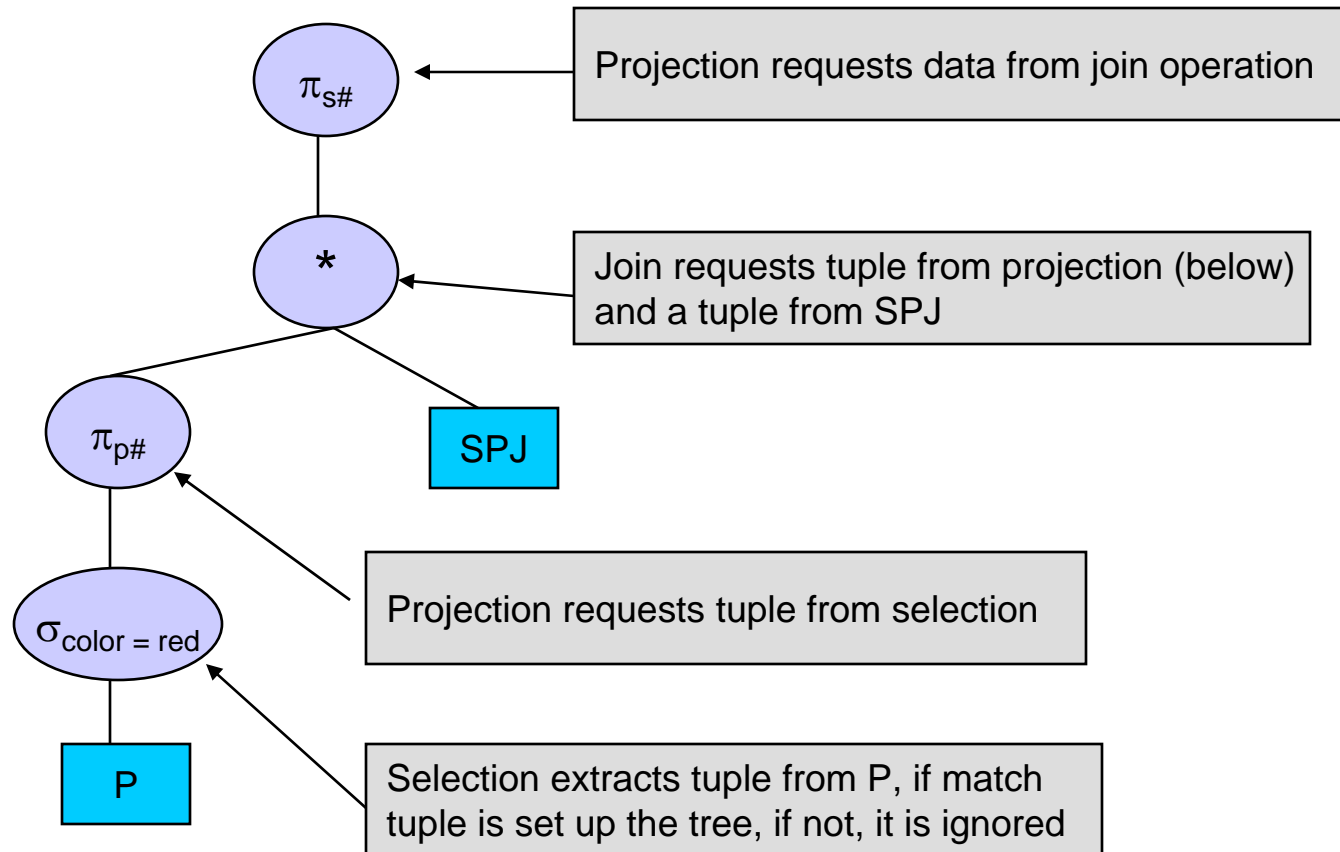 πs#
Projection requests data from join operation
*
Join requests tuple from projection (below)
and a tuple from SPJ
πp#
SPJ
Projection requests tuple from selection
σcolor = red
P
Selection extracts tuple from P, if match
tuple is set up the tree, if not, it is ignored